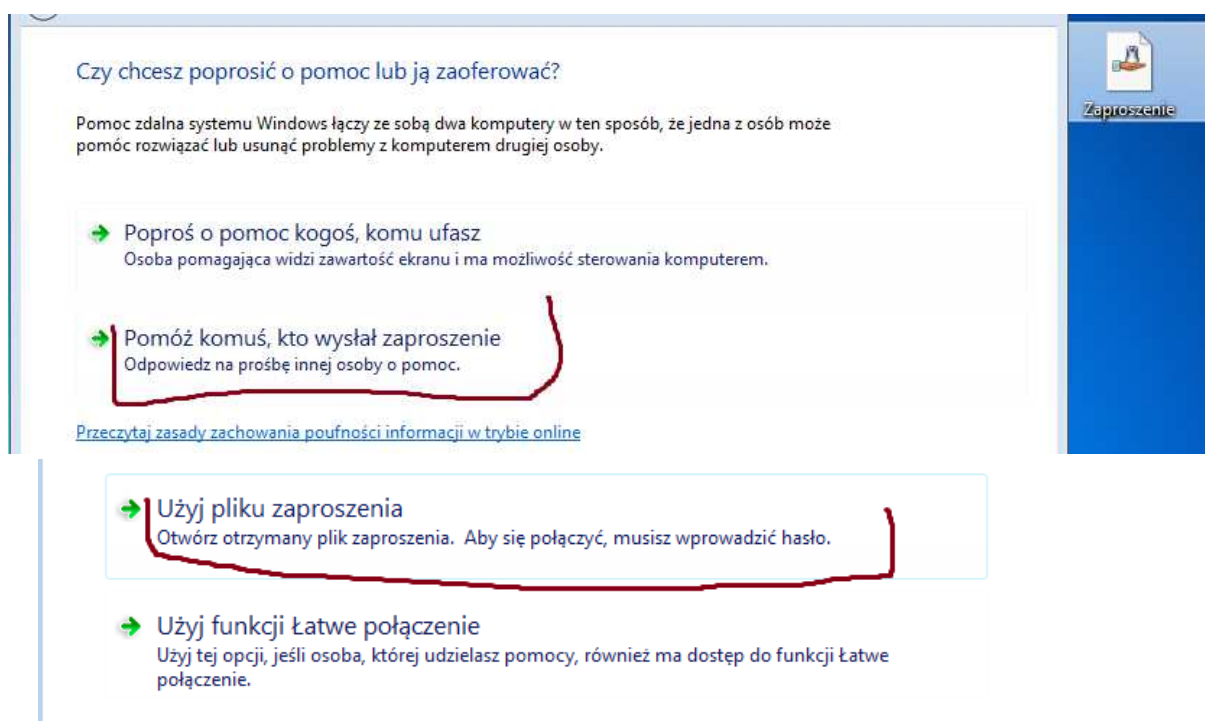 Czy chcesz poprosić o pomoc lub ją zaoferować?
Zaproszenie
Pomoc zdalna systemu Windows łączy ze sobą dwa komputery w ten sposób, że jedna z osób może
pomóc rozwiązać lub usunąć problemy z komputerem drugiej osoby.
Poproś o pomoc kogoś, komu ufasz
Osoba pomagająca widzi zawartość ekranu i ma możliwość sterowania komputerem.
Pomóż komuś, kto wysłał zaproszenie
Odpowiedz na prośbę innej osoby o pomoc.
Przeczytaj zasady zachowania poufności informacji w trybie online
Użyj pliku zaproszenia
Otwórz otrzymany plik zaproszenia. Aby się połączyć, musisz wprowadzić hasło.
Użyj funkcji Łatwe połączenie
Użyj tej opcji, jeśli osoba, której udzielasz pomocy, również ma dostęp do funkcji Łatwe
połączenie.